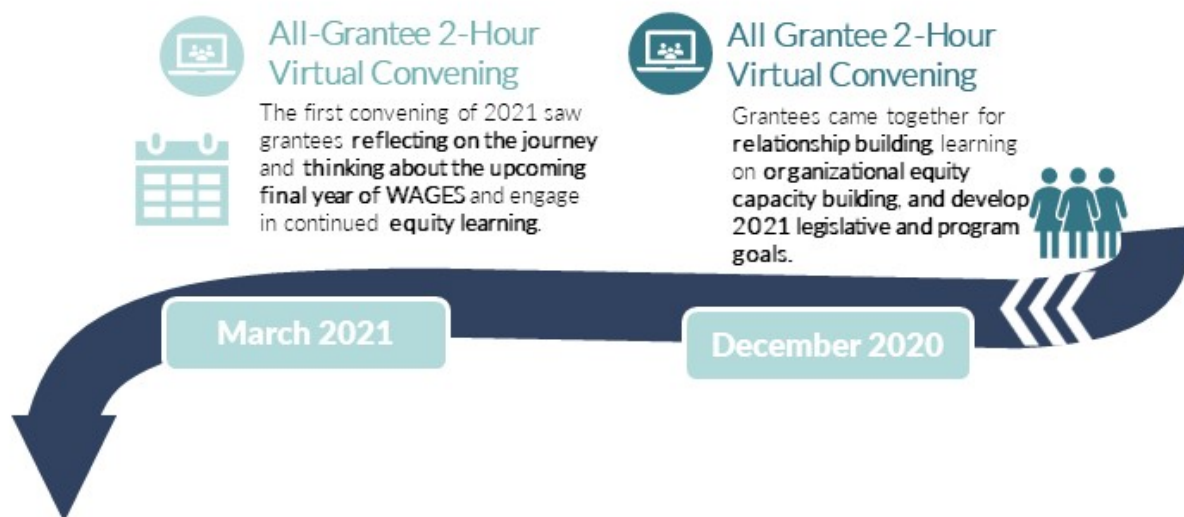 All-Grantee 2-Hour
Virtual Convening
The first convening of 2021 saw
grantees reflecting on the journey
and thinking about the upcoming
final year of WAGES and engage
in continued equity learning.
All Grantee 2-Hour
Virtual Convening
Grantees came together for
relationship building, learning
on organizational equity
capacity building, and develop
2021 legislative and program
goals.
March 2021
December 2020